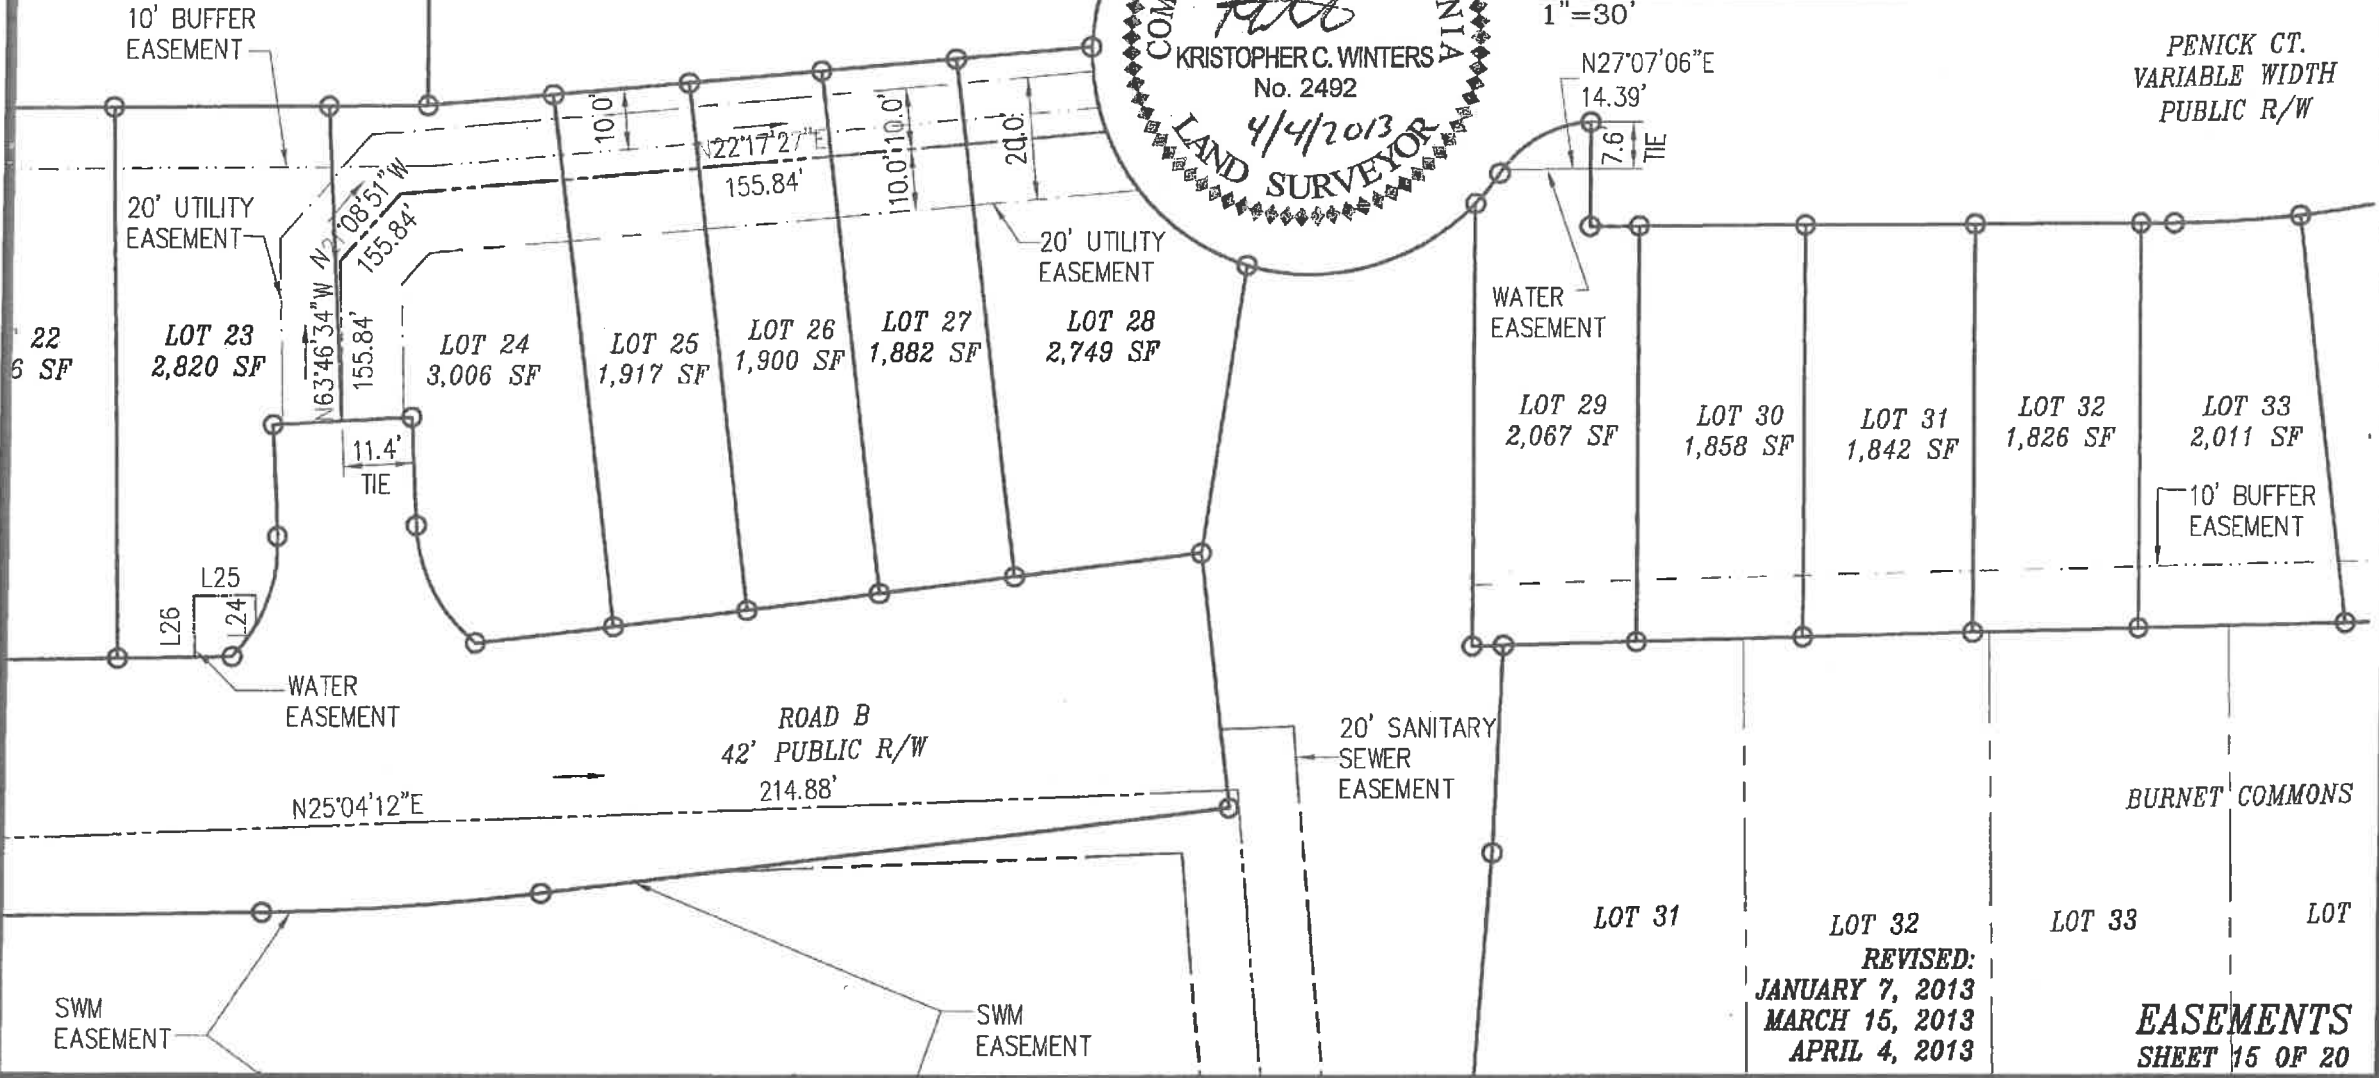 10' BUFFER
EASEMENT
20' UTILITY
EASEMENT
22
6 SF
LOT 23
2,820 SF
N63°46'34"W
155.84'
N21°08'51"W
155.84'
11.4'
TIE
LOT 24
3,006 SF
10.0'
N22°17'27"E
155.84'
10.0'
10.0'
20.0'
20' UTILITY
EASEMENT
LOT 25
1,917 SF
LOT 26
1,900 SF
LOT 27
1,882 SF
LOT 28
2,749 SF
COM
NIA
KRISTOPHER C. WINTERS
No. 2492
4/4/2013
LAND SURVEYOR
1"=30'
N27°07'06"E
14.39'
7.6'
TIE
WATER
EASEMENT
PENICK CT.
VARIABLE WIDTH
PUBLIC R/W
LOT 29
2,067 SF
LOT 30
1,858 SF
LOT 31
1,842 SF
LOT 32
1,826 SF
LOT 33
2,011 SF
10' BUFFER
EASEMENT
L25
L26
L24
WATER
EASEMENT
ROAD B
42' PUBLIC R/W
214.88'
N25°04'12"E
20' SANITARY
SEWER
EASEMENT
SWM
EASEMENT
SWM
EASEMENT
BURNET COMMONS
LOT 31
LOT 32
LOT 33
LOT
REVISED:
JANUARY 7, 2013
MARCH 15, 2013
APRIL 4, 2013
EASEMENTS
SHEET 15 OF 20